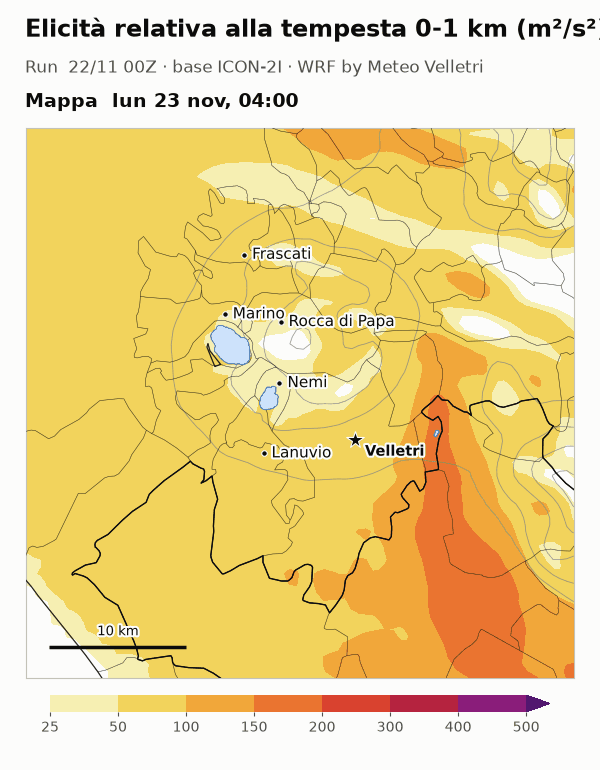 Elicità relativa alla tempesta 0-1 km (m²/s²)
Run  22/11 00Z · base ICON-2I · WRF by Meteo Velletri
Mappa  lun 23 nov, 04:00
Frascati
Marino
Rocca di Papa
Nemi
Velletri
Lanuvio
10 km
25 50 100 150 200 300 400 500